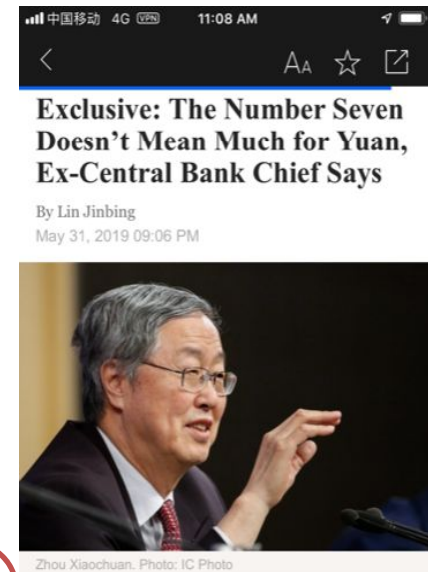 中国移动 4G VPN 11:08 AM
AA
Exclusive: The Number Seven
Doesn't Mean Much for Yuan,
Ex-Central Bank Chief Says
By Lin Jinbing
May 31, 2019 09:06 PM
Zhou Xiaochuan. Photo: IC Photo